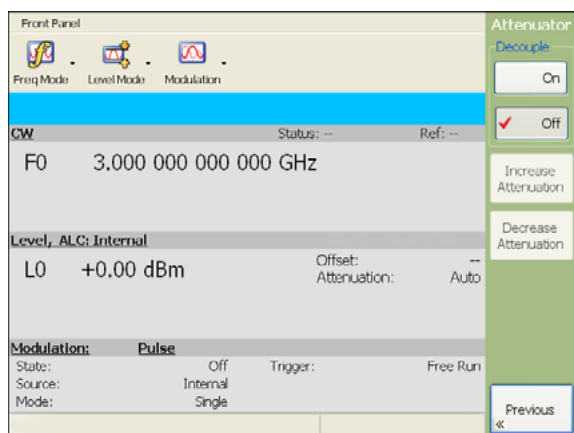 Front Panel
Freq Mode
Level Mode
Modulation
CW
Status: --
Ref: --
F0
3.000 000 000 000 GHz
Level, ALC: Internal
L0
+0.00 dBm
Offset:
--
Attenuation:
Auto
Modulation:
Pulse
State:
Off
Trigger:
Free Run
Source:
Internal
Mode:
Single
Attenuator
Decouple
On
Off
Increase
Attenuation
Decrease
Attenuation
Previous
«